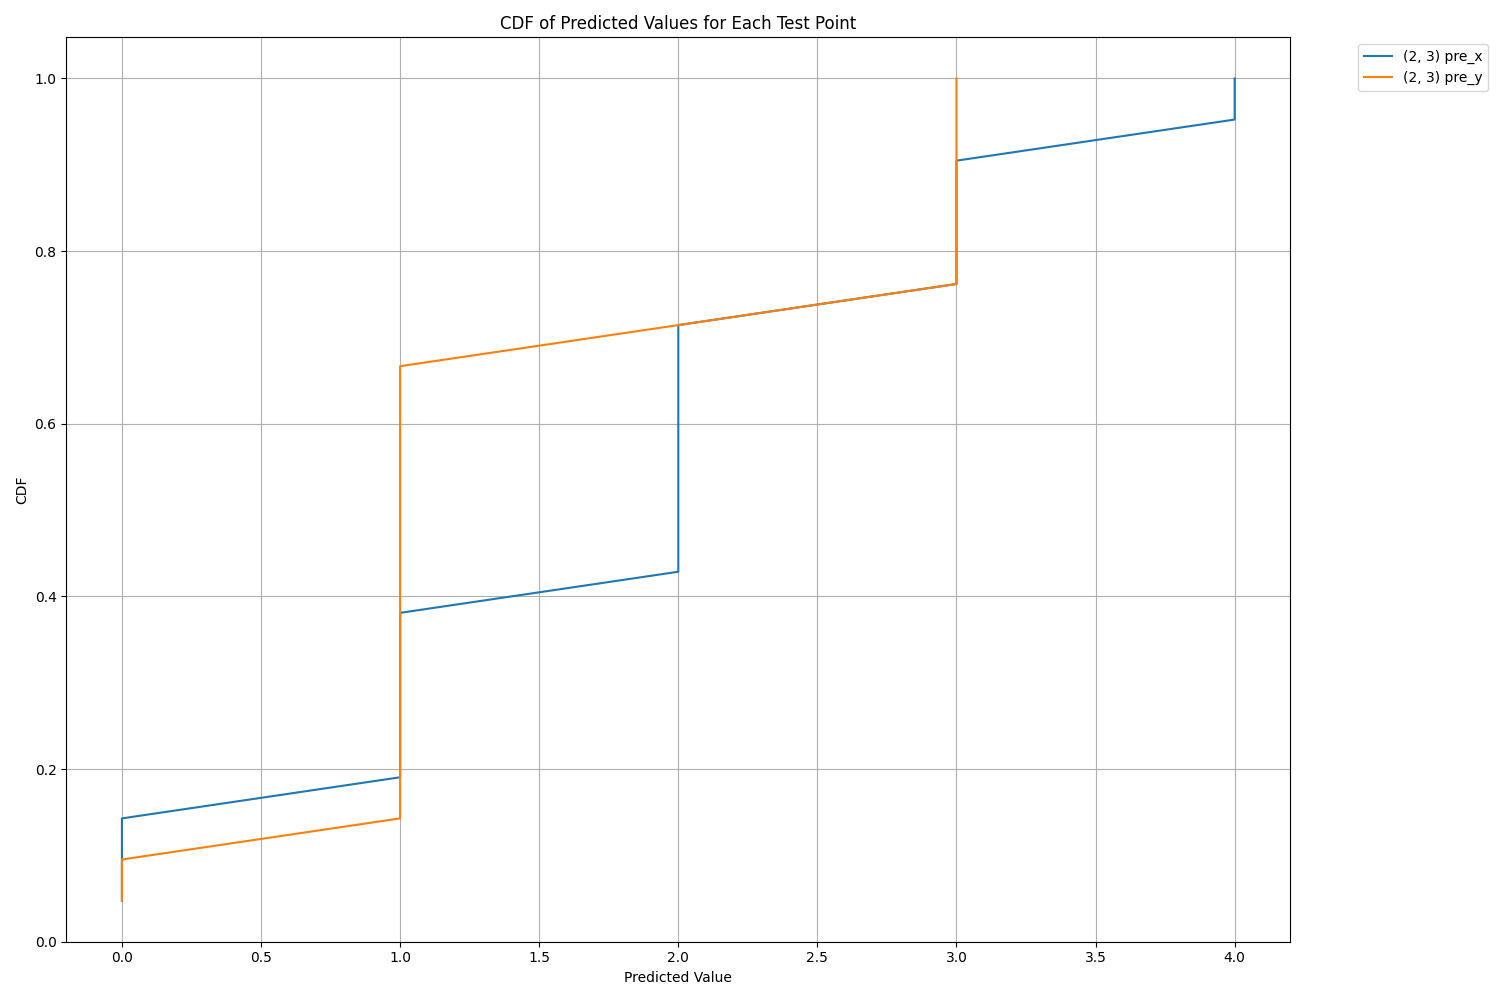 CDF of Predicted Values for Each Test Point
(2, 3) pre_x
(2, 3) pre_y
1.0
0.8
0.6
0.4
0.2
0.0
CDF
0.0 0.5 1.0 1.5 2.0 2.5 3.0 3.5 4.0
Predicted Value